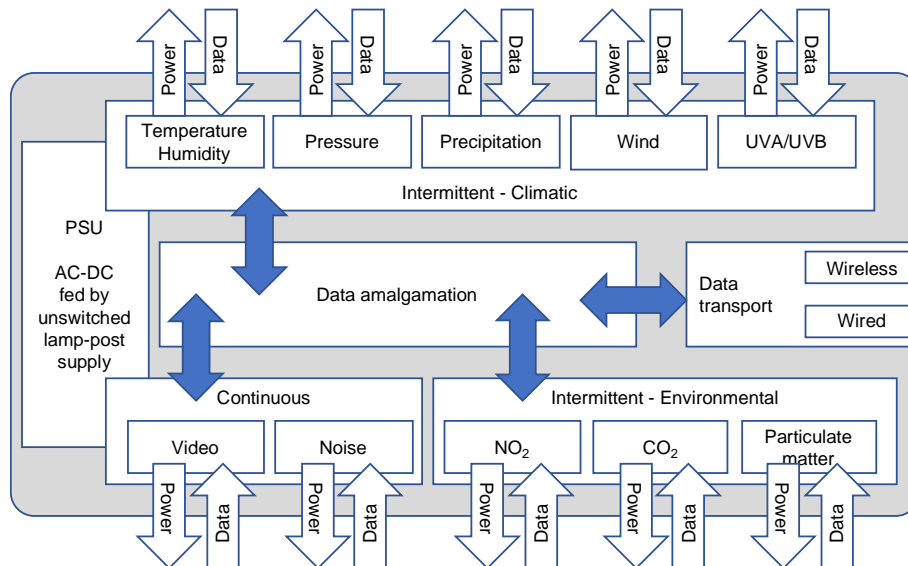 Power
Data
Power
Data
Power
Data
Power
Data
Power
Data
Temperature
Humidity
Pressure
Precipitation
Wind
UVA/UVB
Intermittent - Climatic
PSU
AC-DC
fed by
unswitched
lamp-post
supply
Data amalgamation
Data
transport
Wireless
Wired
Continuous
Video
Noise
Intermittent - Environmental
NO₂
CO₂
Particulate
matter
Power
Data
Power
Data
Power
Data
Power
Data
Power
Data